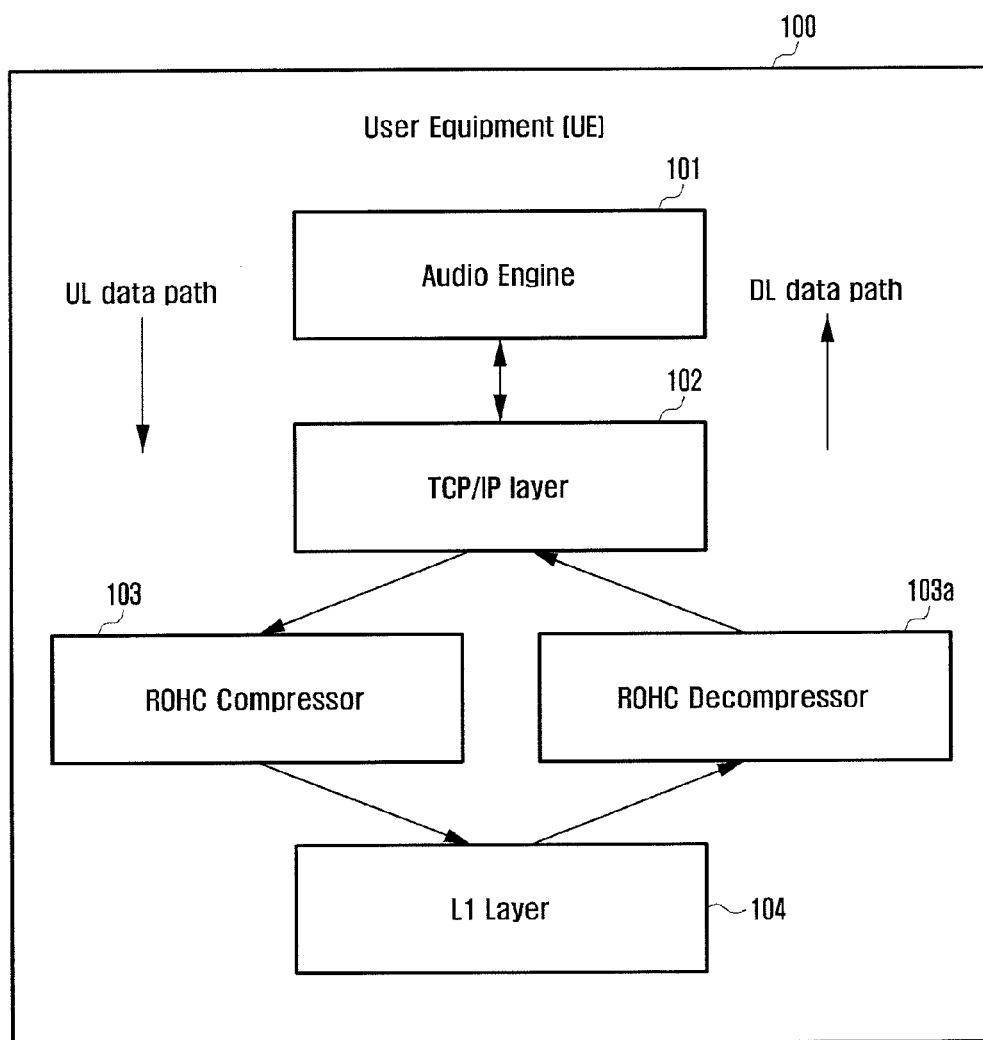 100
User Equipment (UE)
101
Audio Engine
UL data path
DL data path
102
TCP/IP layer
103
103a
ROHC Compressor
ROHC Decompressor
L1 Layer
104